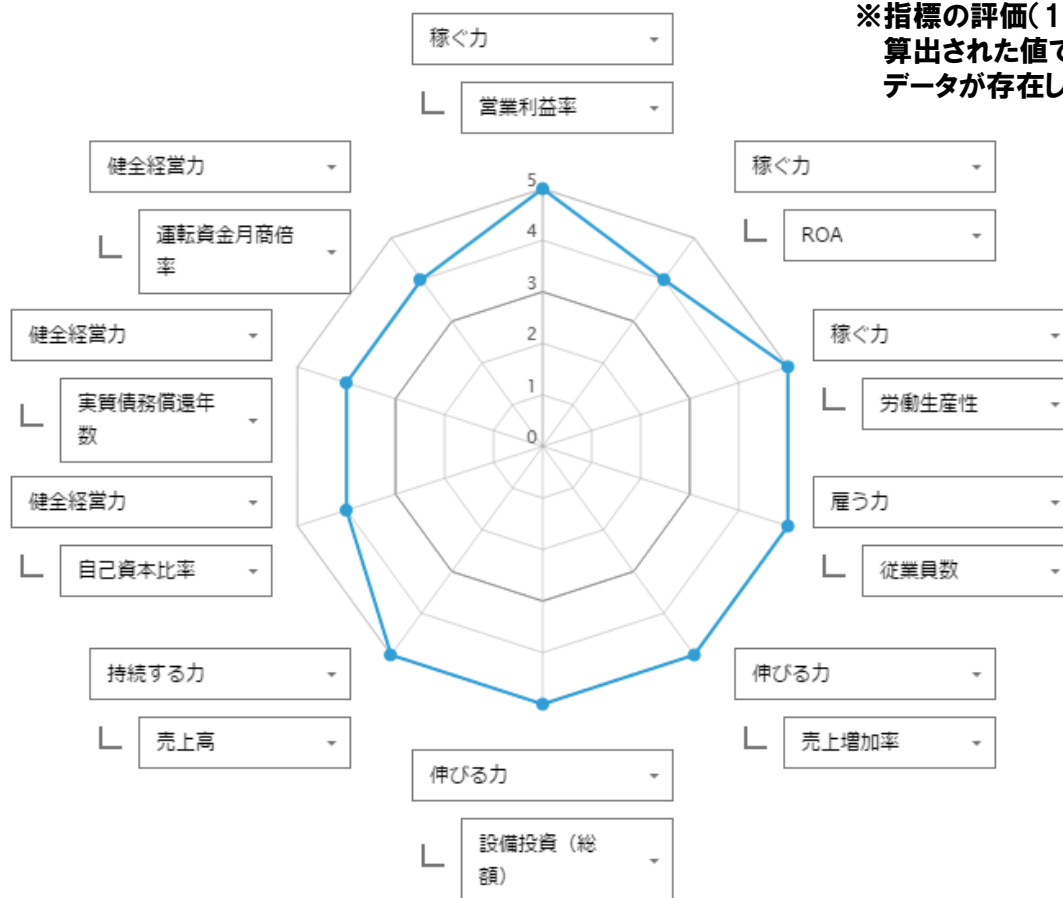 ※指標の評価(1
算出された値で
データが存在し
稼ぐ力
営業利益率
健全経営力
運転資金月商倍
率
稼ぐ力
ROA
健全経営力
実質債務償還年
数
稼ぐ力
労働生産性
5
4
3
2
1
0
健全経営力
自己資本比率
雇う力
従業員数
持続する力
売上高
伸びる力
売上増加率
伸びる力
設備投資（総
額）